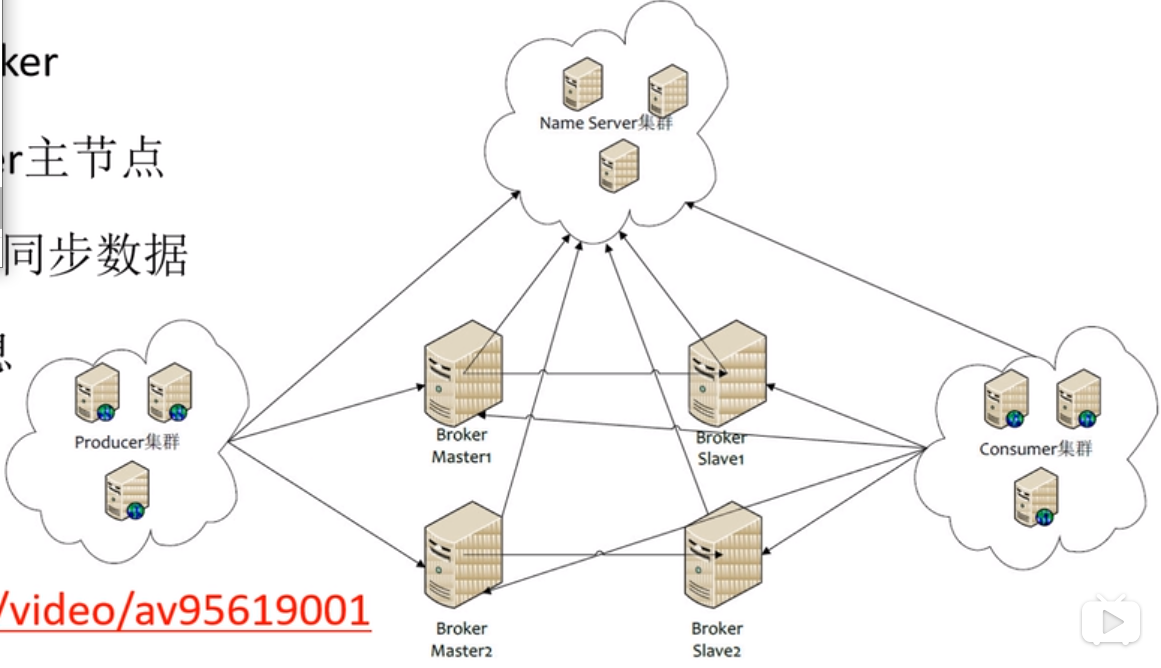 ker
er主节点
同步数据
息
Name Server集群
Producer集群
Broker
Master1
Broker
Slave1
Consumer集群
Broker
Master2
Broker
Slave2
/video/av95619001